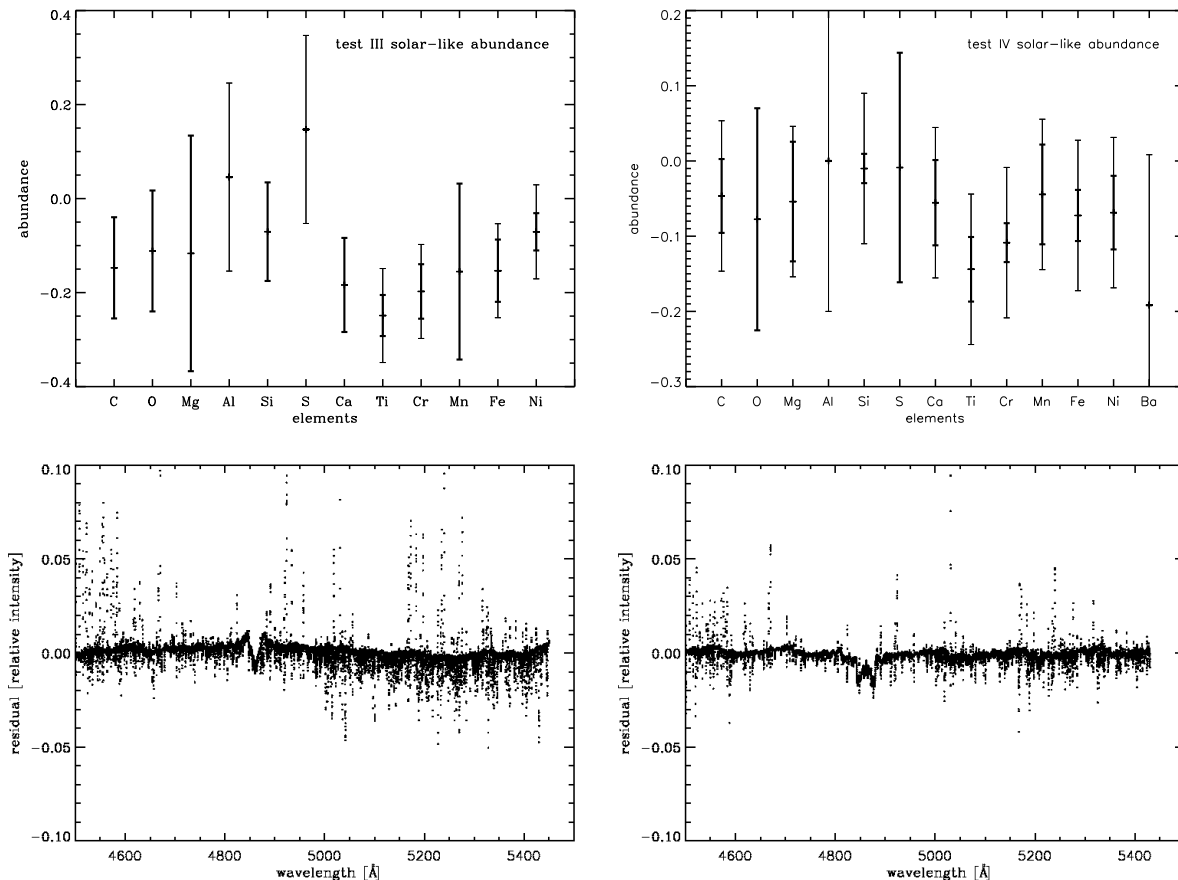 test III solar-like abundance
0.4
0.2
0.0
−0.2
−0.4
abundance
C O Mg Al Si S Ca Ti Cr Mn Fe Ni
elements
test IV solar-like abundance
0.2
0.1
0.0
−0.1
−0.2
−0.3
abundance
C O Mg Al Si S Ca Ti Cr Mn Fe Ni Ba
elements
0.10
0.05
0.00
−0.05
−0.10
residual [relative intensity]
4600 4800 5000 5200 5400
wavelength [Å]
0.10
0.05
0.00
−0.05
−0.10
residual [relative intensity]
4600 4800 5000 5200 5400
wavelength [Å]